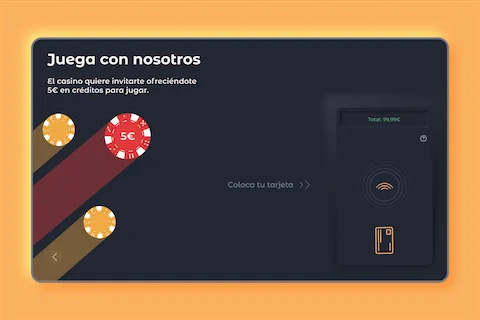 Juega con nosotros
El casino quiere invitarte ofreciéndote
5€ en créditos para jugar.
Total: 99,99€
5€
Coloca tu tarjeta